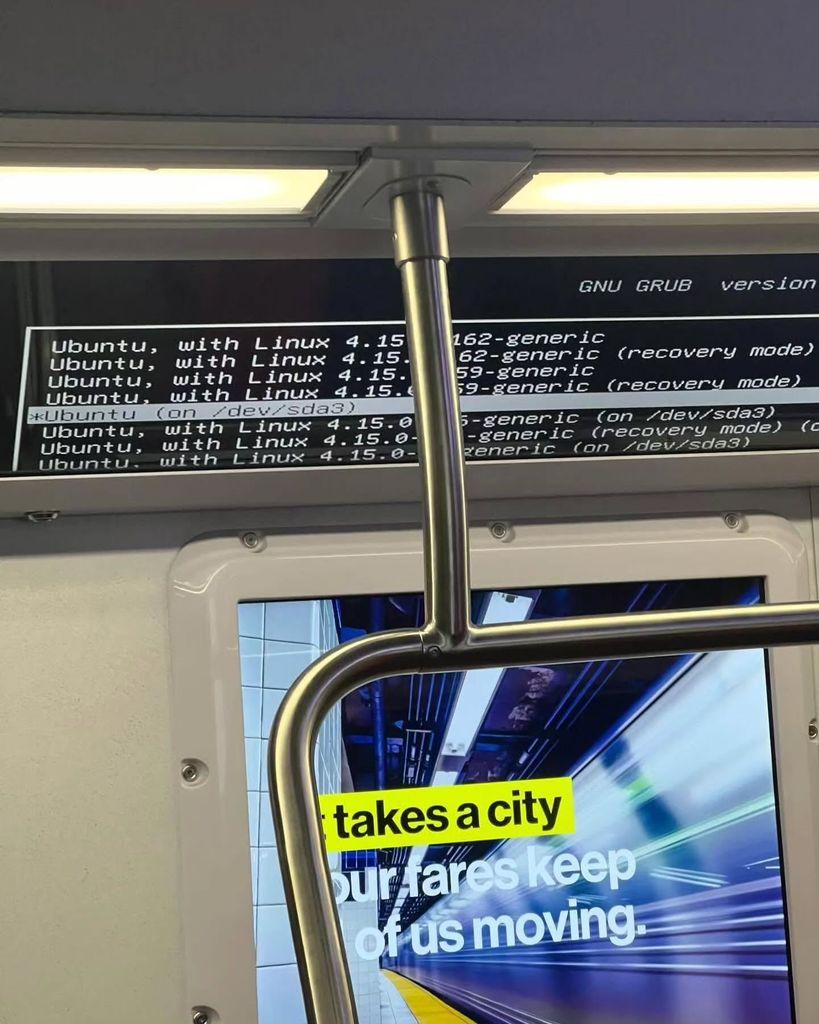 GNU GRUB version
Ubuntu, with Linux 4.15. 162-generic
Ubuntu, with Linux 4.15. 62-generic (recovery mode)
Ubuntu, with Linux 4.15. 59-generic
Ubuntu, with Linux 4.15.0 59-generic (recovery mode)
*Ubuntu (on /dev/sda3)
Ubuntu, with Linux 4.15.0 6-generic (on /dev/sda3)
Ubuntu, with Linux 4.15.0- -generic (recovery mode) (o
Ubuntu, with Linux 4.15.0- generic (on /dev/sda3)
takes a city
our fares keep
of us moving.